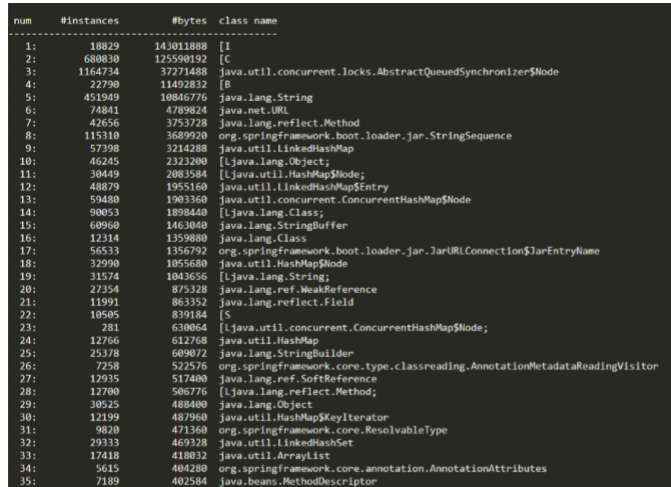 num #instances #bytes class name
----------------------------------------------
1: 18829 143011888 [I
2: 680830 125590192 [C
3: 1164734 37271488 java.util.concurrent.locks.AbstractQueuedSynchronizer$Node
4: 22790 11492832 [B
5: 451949 10846776 java.lang.String
6: 74841 4789824 java.net.URL
7: 42656 3753728 java.lang.reflect.Method
8: 115310 3689920 org.springframework.boot.loader.jar.StringSequence
9: 57398 3214288 java.util.LinkedHashMap
10: 46245 2323200 [Ljava.lang.Object;
11: 30449 2083584 [Ljava.util.HashMap$Node;
12: 48879 1955160 java.util.LinkedHashMap$Entry
13: 59480 1903360 java.util.concurrent.ConcurrentHashMap$Node
14: 90053 1898440 [Ljava.lang.Class;
15: 60960 1463040 java.lang.StringBuffer
16: 12314 1359880 java.lang.Class
17: 56533 1356792 org.springframework.boot.loader.jar.JarURLConnection$JarEntryName
18: 32990 1055680 java.util.HashMap$Node
19: 31574 1043656 [Ljava.lang.String;
20: 27354 875328 java.lang.ref.WeakReference
21: 11991 863352 java.lang.reflect.Field
22: 10505 839184 [S
23: 281 630064 [Ljava.util.concurrent.ConcurrentHashMap$Node;
24: 12766 612768 java.util.HashMap
25: 25378 609072 java.lang.StringBuilder
26: 7258 522576 org.springframework.core.type.classreading.AnnotationMetadataReadingVisitor
27: 12935 517400 java.lang.ref.SoftReference
28: 12700 506776 [Ljava.lang.reflect.Method;
29: 30525 488400 java.lang.Object
30: 12199 487960 java.util.HashMap$KeyIterator
31: 9820 471360 org.springframework.core.ResolvableType
32: 29333 469328 java.util.LinkedHashSet
33: 17418 418032 java.util.ArrayList
34: 5615 404280 org.springframework.core.annotation.AnnotationAttributes
35: 7189 402584 java.beans.MethodDescriptor